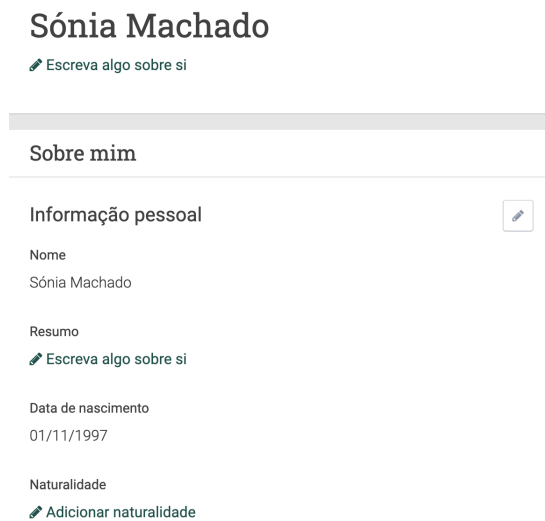 Sónia Machado
Escreva algo sobre si
Sobre mim
Informação pessoal
Nome
Sónia Machado
Resumo
Escreva algo sobre si
Data de nascimento
01/11/1997
Naturalidade
Adicionar naturalidade